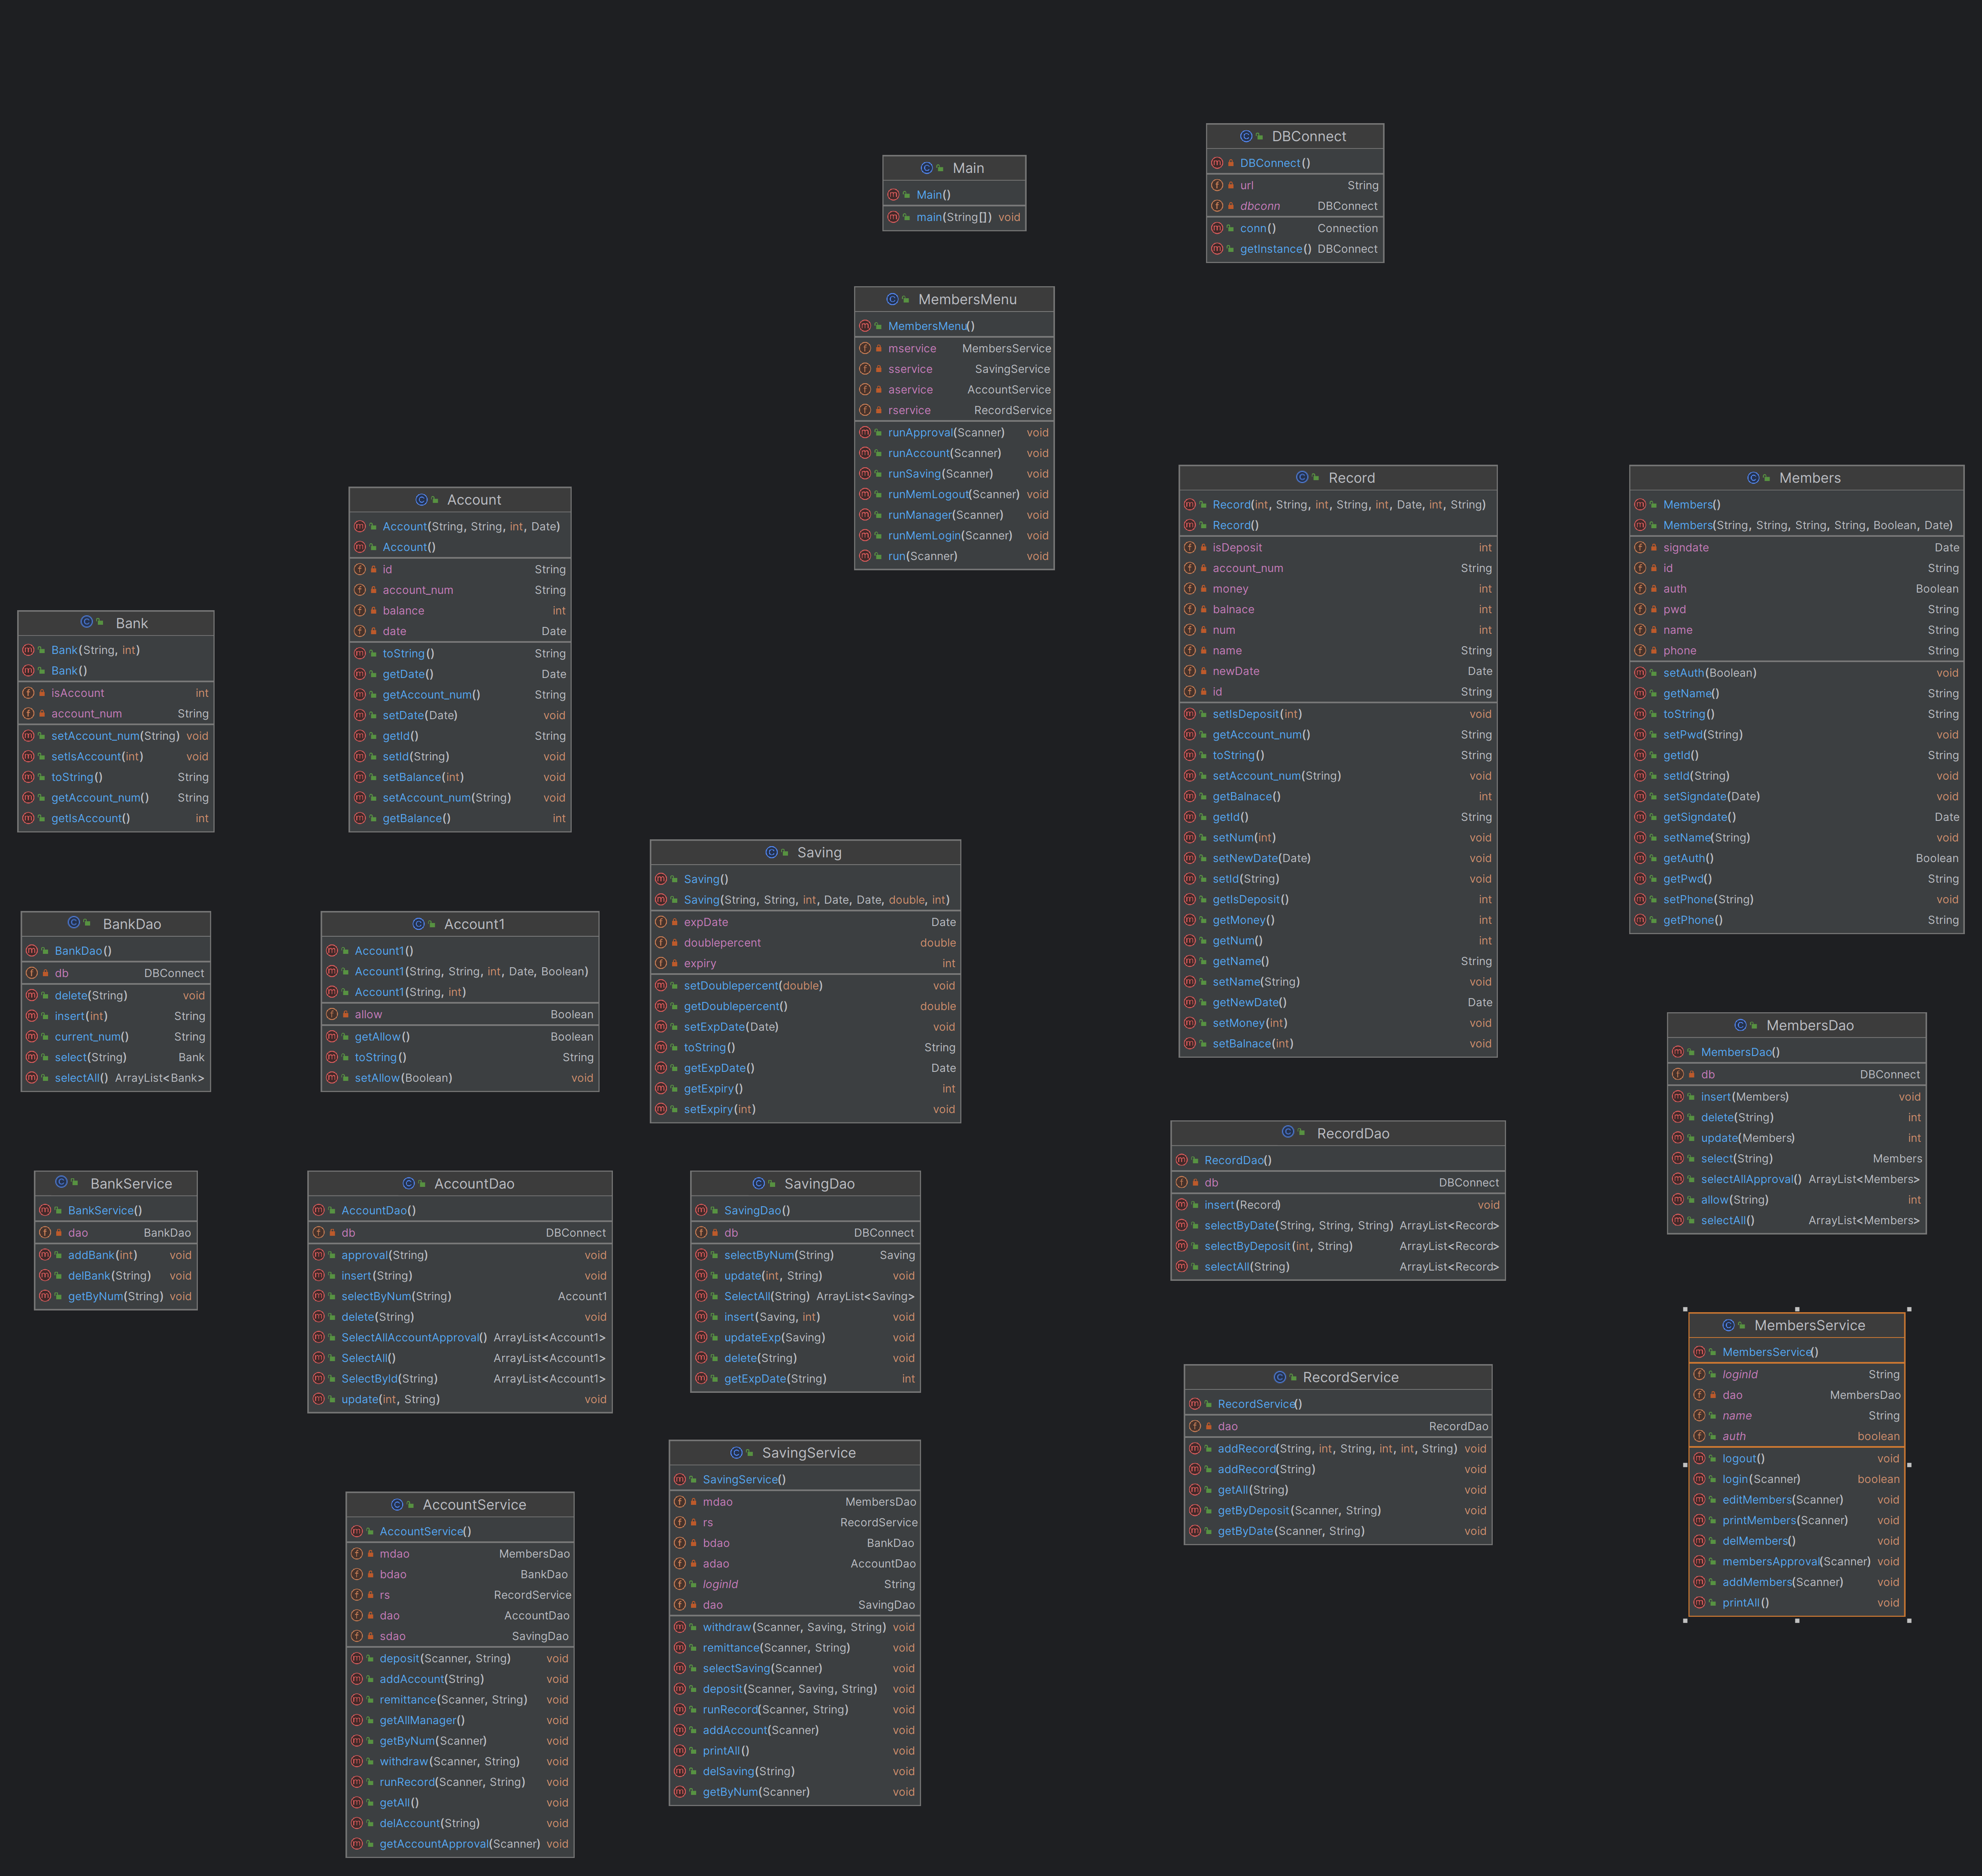 DBConnect
DBConnect()
url String
dbconn DBConnect
conn() Connection
getInstance() DBConnect
Main
Main()
main(String[]) void
MembersMenu
MembersMenu()
mservice MembersService
sservice SavingService
aservice AccountService
rservice RecordService
runApproval(Scanner) void
runAccount(Scanner) void
runSaving(Scanner) void
runMemLogout(Scanner) void
runManager(Scanner) void
runMemLogin(Scanner) void
run(Scanner) void
Bank
Bank(String, int)
Bank()
isAccount int
account_num String
setAccount_num(String) void
setIsAccount(int) void
toString() String
getAccount_num() String
getIsAccount() int
BankDao
BankDao()
db DBConnect
delete(String) void
insert(int) String
current_num() String
select(String) Bank
selectAll() ArrayList<Bank>
BankService
BankService()
dao BankDao
addBank(int) void
delBank(String) void
getByNum(String) void
Account
Account(String, String, int, Date)
Account()
id String
account_num String
balance int
date Date
toString() String
getDate() Date
getAccount_num() String
setDate(Date) void
getId() String
setId(String) void
setBalance(int) void
setAccount_num(String) void
getBalance() int
Account1
Account1()
Account1(String, String, int, Date, Boolean)
Account1(String, int)
allow Boolean
getAllow() Boolean
toString() String
setAllow(Boolean) void
AccountDao
AccountDao()
db DBConnect
approval(String) void
insert(String) void
selectByNum(String) Account1
delete(String) void
SelectAllAccountApproval() ArrayList<Account1>
SelectAll() ArrayList<Account1>
SelectById(String) ArrayList<Account1>
update(int, String) void
AccountService
AccountService()
mdao MembersDao
bdao BankDao
rs RecordService
dao AccountDao
sdao SavingDao
deposit(Scanner, String) void
addAccount(String) void
remittance(Scanner, String) void
getAllManager() void
getByNum(Scanner) void
withdraw(Scanner, String) void
runRecord(Scanner, String) void
getAll() void
delAccount(String) void
getAccountApproval(Scanner) void
Saving
Saving()
Saving(String, String, int, Date, Date, double, int)
expDate Date
doublepercent double
expiry int
setDoublepercent(double) void
getDoublepercent() double
setExpDate(Date) void
toString() String
getExpDate() Date
getExpiry() int
setExpiry(int) void
SavingDao
SavingDao()
db DBConnect
selectByNum(String) Saving
update(int, String) void
SelectAll(String) ArrayList<Saving>
insert(Saving, int) void
updateExp(Saving) void
delete(String) void
getExpDate(String) int
SavingService
SavingService()
mdao MembersDao
rs RecordService
bdao BankDao
adao AccountDao
loginId String
dao SavingDao
withdraw(Scanner, Saving, String) void
remittance(Scanner, String) void
selectSaving(Scanner) void
deposit(Scanner, Saving, String) void
runRecord(Scanner, String) void
addAccount(Scanner) void
printAll() void
delSaving(String) void
getByNum(Scanner) void
Record
Record(int, String, int, String, int, Date, int, String)
Record()
isDeposit int
account_num String
money int
balnace int
num int
name String
newDate Date
id String
setIsDeposit(int) void
getAccount_num() String
toString() String
setAccount_num(String) void
getBalnace() int
getId() String
setNum(int) void
setNewDate(Date) void
setId(String) void
getIsDeposit() int
getMoney() int
getNum() int
getName() String
setName(String) void
getNewDate() Date
setMoney(int) void
setBalnace(int) void
RecordDao
RecordDao()
db DBConnect
insert(Record) void
selectByDate(String, String, String) ArrayList<Record>
selectByDeposit(int, String) ArrayList<Record>
selectAll(String) ArrayList<Record>
RecordService
RecordService()
dao RecordDao
addRecord(String, int, String, int, int, String) void
addRecord(String) void
getAll(String) void
getByDeposit(Scanner, String) void
getByDate(Scanner, String) void
Members
Members()
Members(String, String, String, String, Boolean, Date)
signdate Date
id String
auth Boolean
pwd String
name String
phone String
setAuth(Boolean) void
getName() String
toString() String
setPwd(String) void
getId() String
setId(String) void
setSigndate(Date) void
getSigndate() Date
setName(String) void
getAuth() Boolean
getPwd() String
setPhone(String) void
getPhone() String
MembersDao
MembersDao()
db DBConnect
insert(Members) void
delete(String) int
update(Members) int
select(String) Members
selectAllApproval() ArrayList<Members>
allow(String) int
selectAll() ArrayList<Members>
MembersService
MembersService()
loginId String
dao MembersDao
name String
auth boolean
logout() void
login(Scanner) boolean
editMembers(Scanner) void
printMembers(Scanner) void
delMembers() void
membersApproval(Scanner) void
addMembers(Scanner) void
printAll() void